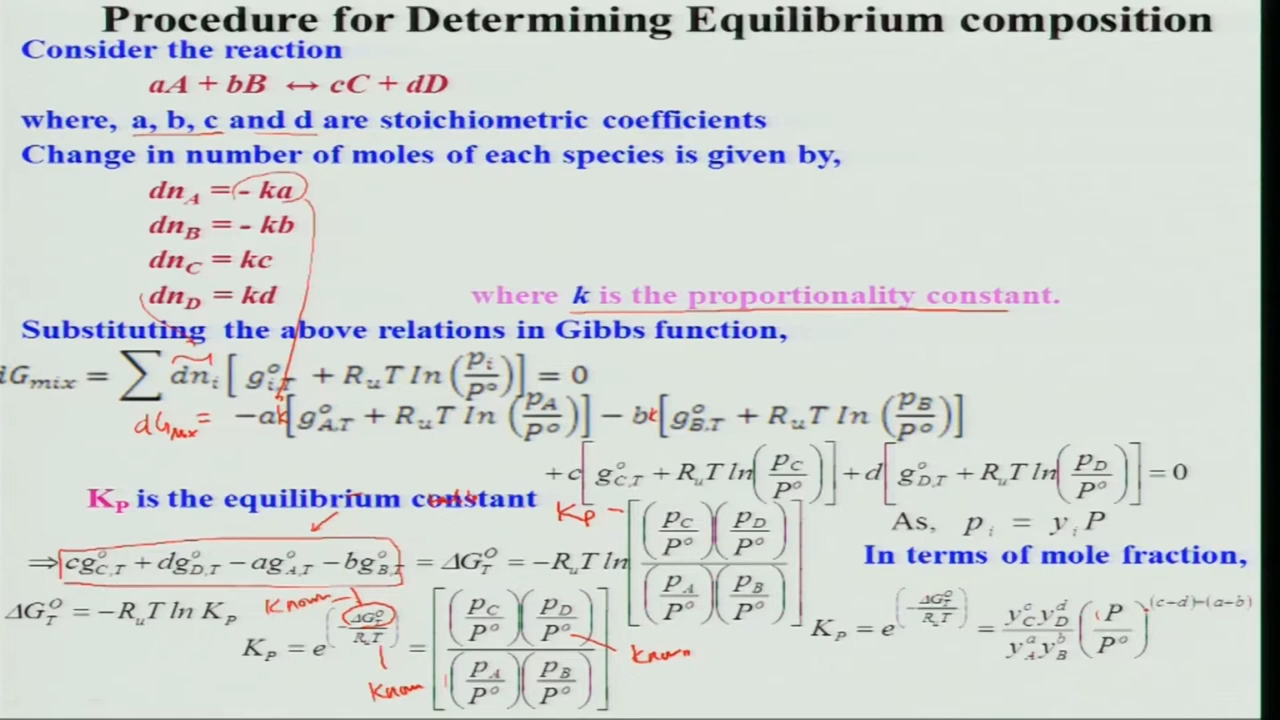 Procedure for Determining Equilibrium composition
Consider the reaction
aA + bB ↔ cC + dD
where, a, b, c and d are stoichiometric coefficients
Change in number of moles of each species is given by,
dn_A = - ka
dn_B = - kb
dn_C = kc
dn_D = kd
where k is the proportionality constant.
Substituting the above relations in Gibbs function,
dG_mix = ∑ dn_i [ g°_i,T + R_u T ln (p_i/P°) ] = 0
dG_mix = -ak[g°_A,T + R_u T ln (p_A/P°)] - bk[g°_B,T + R_u T ln (p_B/P°)]
+c[g°_C,T + R_u T ln(p_C/P°)] + d[g°_D,T + R_u T ln(p_D/P°)] = 0
K_P is the equilibrium constant
As, p_i = y_i P
K_P
⇒ cg°_C,T + dg°_D,T - ag°_A,T - bg°_B,T = ΔG°_T = -R_u T ln [(p_C/P°)(p_D/P°) / (p_A/P°)(p_B/P°)]
In terms of mole fraction,
ΔG°_T = -R_u T ln K_P
Known
K_P = e^(-ΔG°_T/R_u T) = [(p_C/P°)(p_D/P°) / (p_A/P°)(p_B/P°)]
K_P = e^(-ΔG°_T/R_u T) = y_C^c y_D^d / y_A^a y_B^b (P/P°)^(c-d)-(a-b)
Known
Known